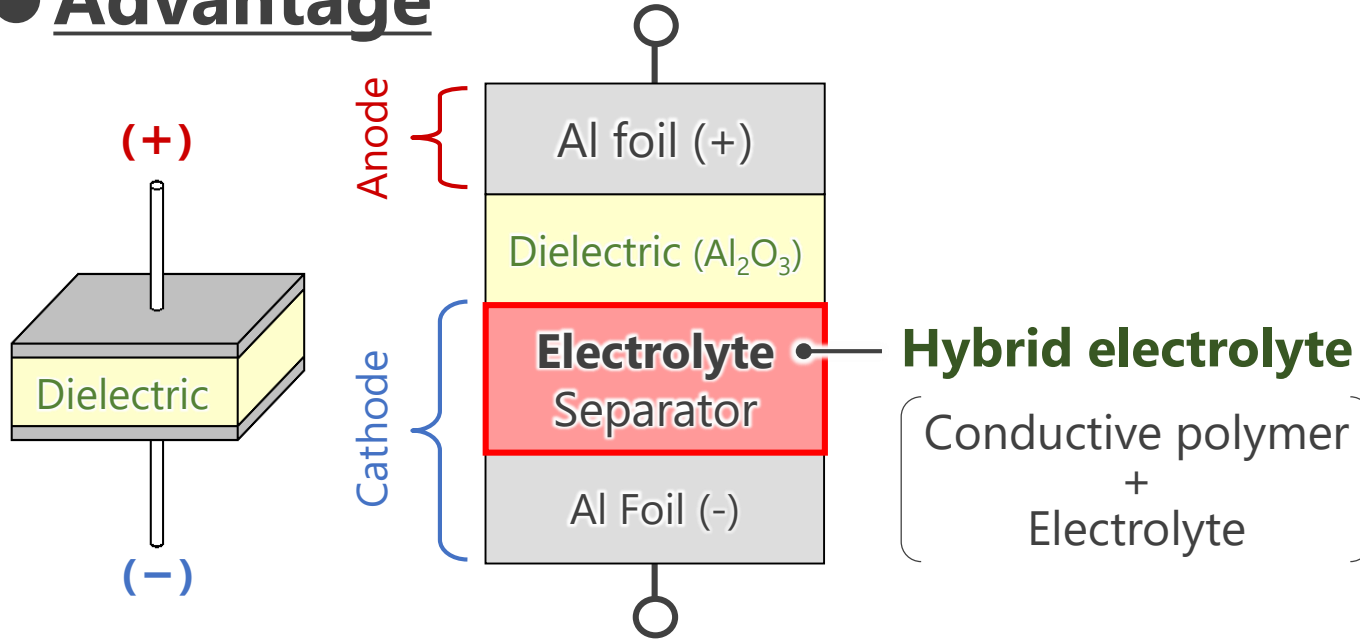 ● Advantage
(+)
Dielectric
(−)
Anode
Cathode
Al foil (+)
Dielectric (Al₂O₃)
Electrolyte
Separator
Al Foil (-)
Hybrid electrolyte
Conductive polymer
+
Electrolyte